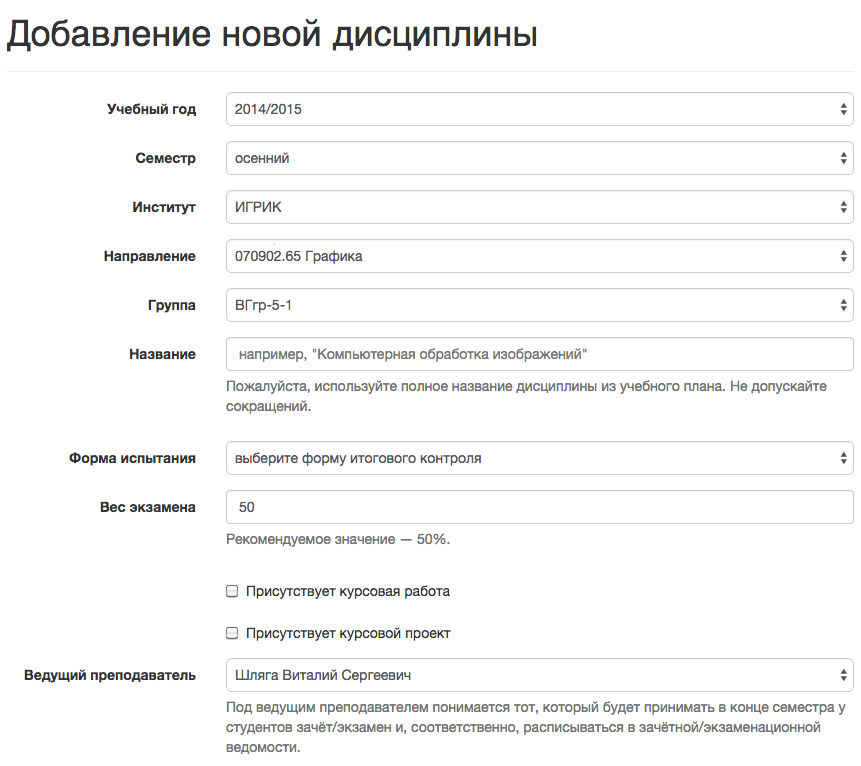 Добавление новой дисциплины
Учебный год 2014/2015
Семестр осенний
Институт ИГРИК
Направление 070902.65 Графика
Группа ВГгр-5-1
Название например, "Компьютерная обработка изображений"
Пожалуйста, используйте полное название дисциплины из учебного плана. Не допускайте
сокращений.
Форма испытания выберите форму итогового контроля
Вес экзамена 50
Рекомендуемое значение — 50%.
Присутствует курсовая работа
Присутствует курсовой проект
Ведущий преподаватель Шляга Виталий Сергеевич
Под ведущим преподавателем понимается тот, который будет принимать в конце семестра у
студентов зачёт/экзамен и, соответственно, расписываться в зачётной/экзаменационной
ведомости.